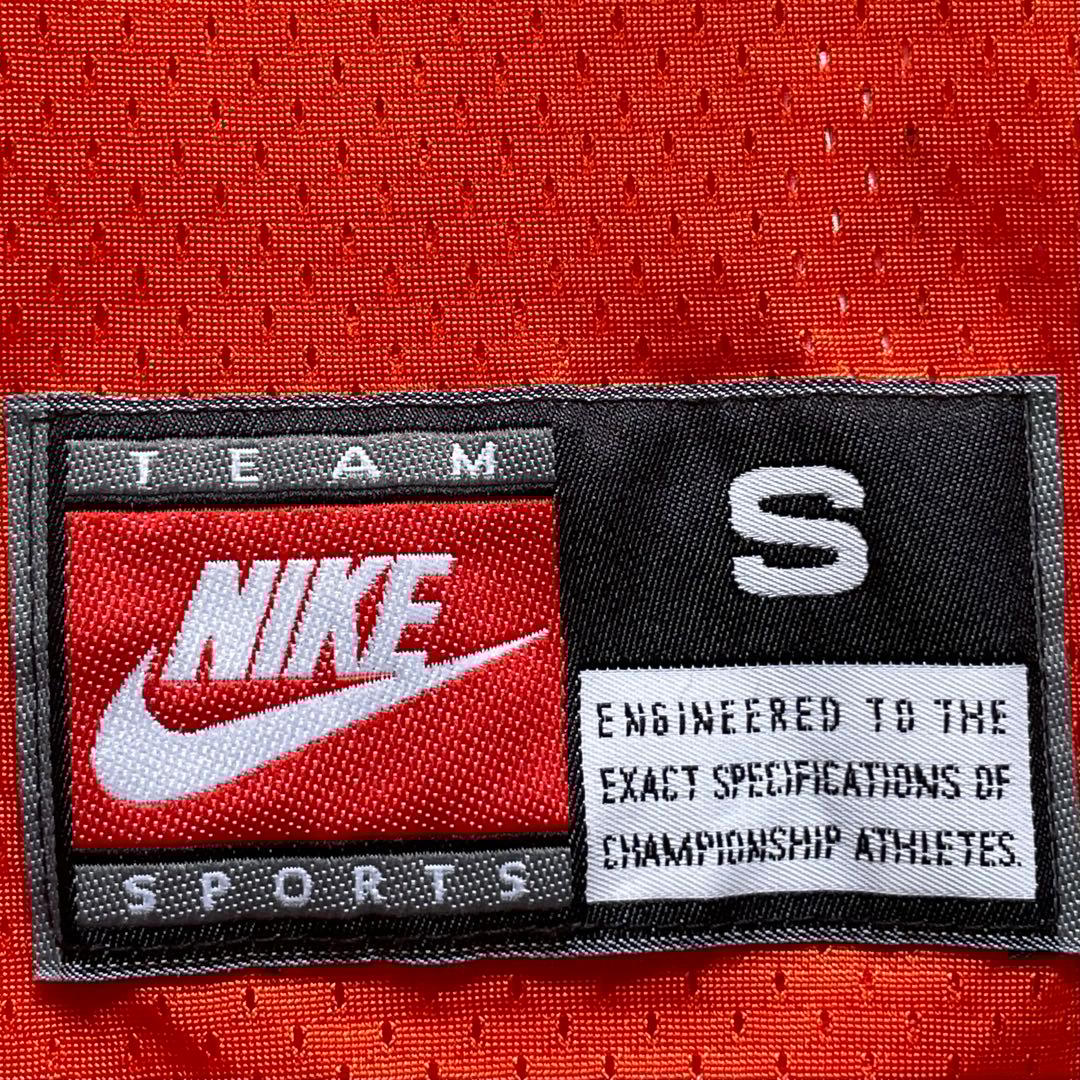 TEAM
NIKE
SPORTS
S
ENGINEERED TO THE
EXACT SPECIFICATIONS OF
CHAMPIONSHIP ATHLETES.